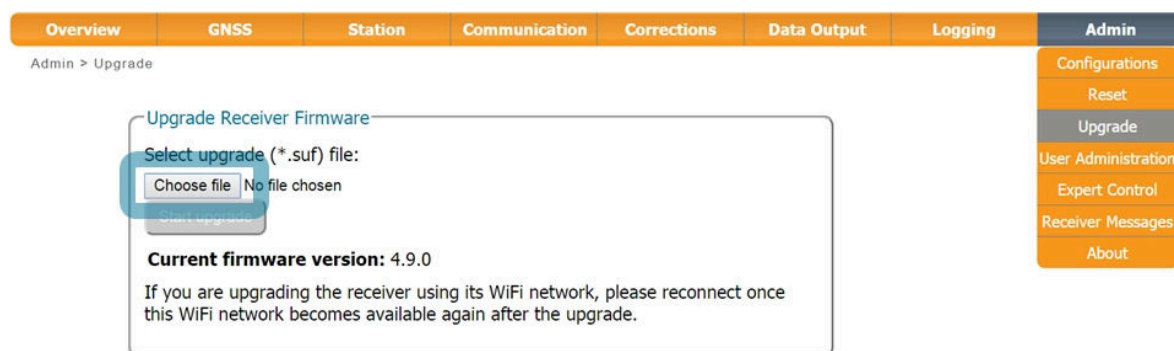 Overview GNSS Station Communication Corrections Data Output Logging Admin
Admin > Upgrade
Configurations
Reset
Upgrade
User Administration
Expert Control
Receiver Messages
About
Upgrade Receiver Firmware
Select upgrade (*.suf) file:
Choose file No file chosen
Start upgrade
Current firmware version: 4.9.0
If you are upgrading the receiver using its WiFi network, please reconnect once
this WiFi network becomes available again after the upgrade.